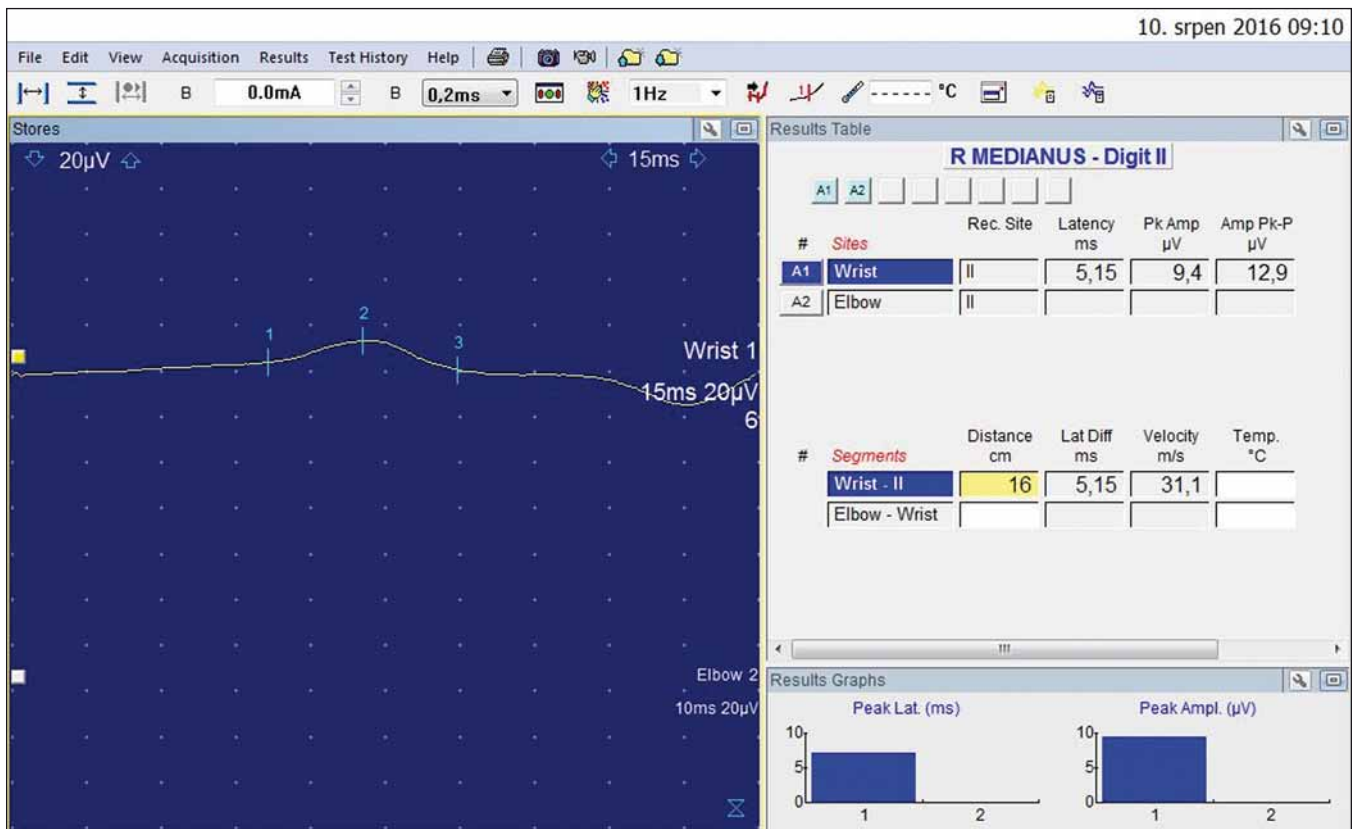 10. srpen 2016 09:10
File Edit View Acquisition Results Test History Help
B 0.0mA B 0,2ms 1Hz ------ °C
Stores
20µV 15ms
1
2
3
Wrist 1
15ms 20µV
6
Elbow 2
10ms 20µV
Results Table
R MEDIANUS - Digit II
A1 A2
# Sites Rec. Site Latency ms Pk Amp µV Amp Pk-P µV
A1 Wrist II 5,15 9,4 12,9
A2 Elbow II
# Segments Distance cm Lat Diff ms Velocity m/s Temp. °C
Wrist - II 16 5,15 31,1
Elbow - Wrist
Results Graphs
Peak Lat. (ms) Peak Ampl. (µV)
10 10
5 5
0 0
1 2 1 2